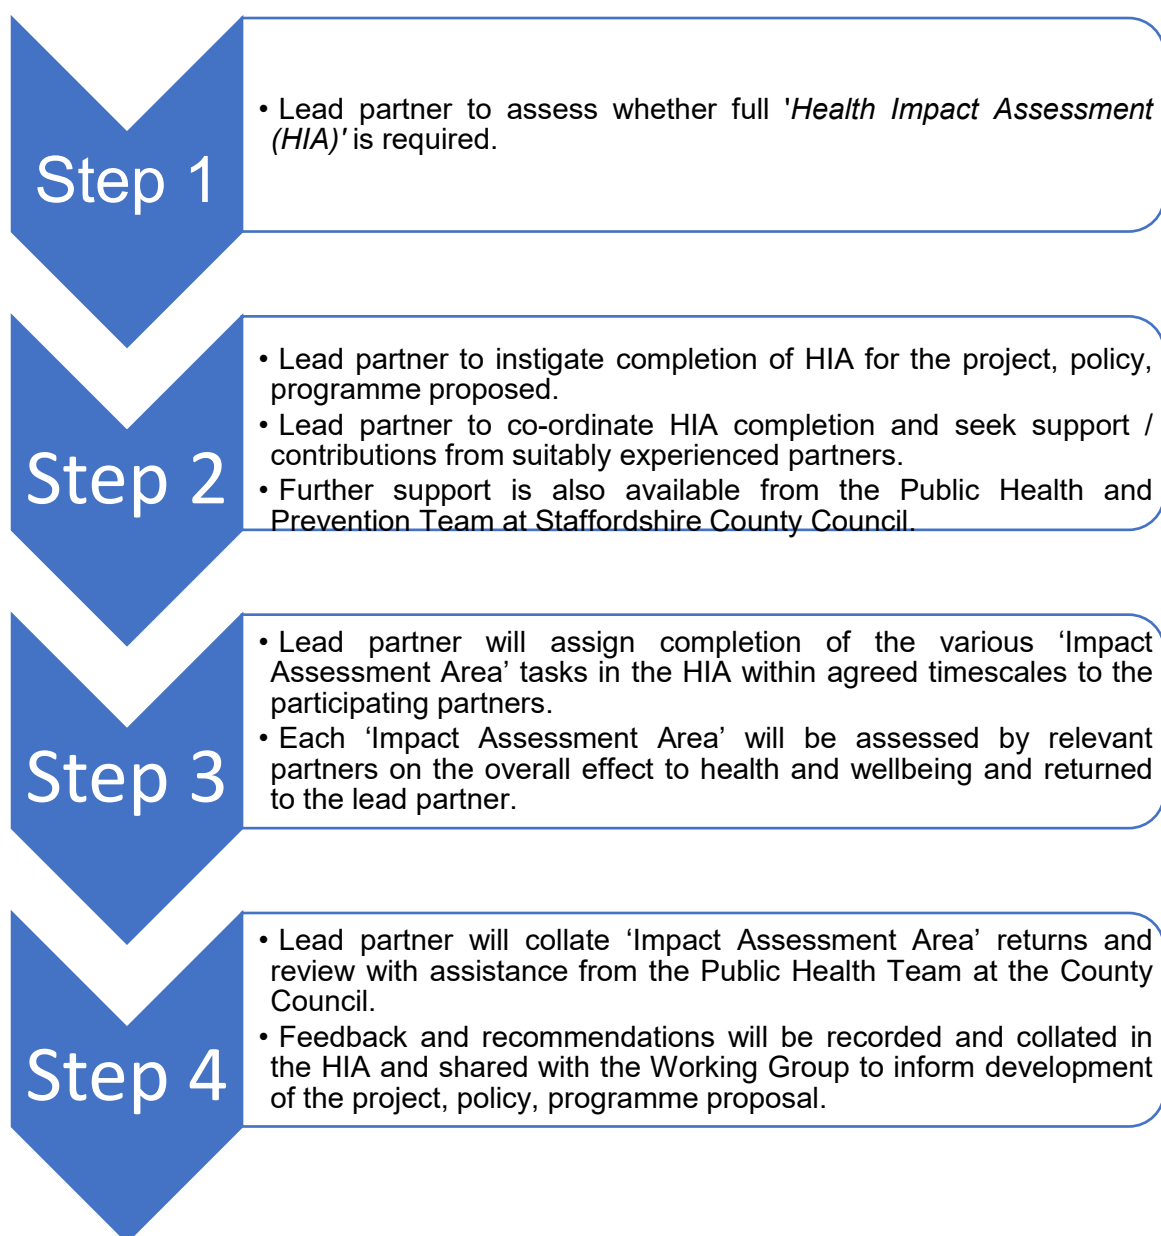 Step 1
• Lead partner to assess whether full 'Health Impact Assessment
(HIA)' is required.
Step 2
• Lead partner to instigate completion of HIA for the project, policy,
programme proposed.
• Lead partner to co-ordinate HIA completion and seek support /
contributions from suitably experienced partners.
• Further support is also available from the Public Health and
Prevention Team at Staffordshire County Council.
Step 3
• Lead partner will assign completion of the various ‘Impact
Assessment Area’ tasks in the HIA within agreed timescales to the
participating partners.
• Each ‘Impact Assessment Area’ will be assessed by relevant
partners on the overall effect to health and wellbeing and returned
to the lead partner.
Step 4
• Lead partner will collate ‘Impact Assessment Area’ returns and
review with assistance from the Public Health Team at the County
Council.
• Feedback and recommendations will be recorded and collated in
the HIA and shared with the Working Group to inform development
of the project, policy, programme proposal.